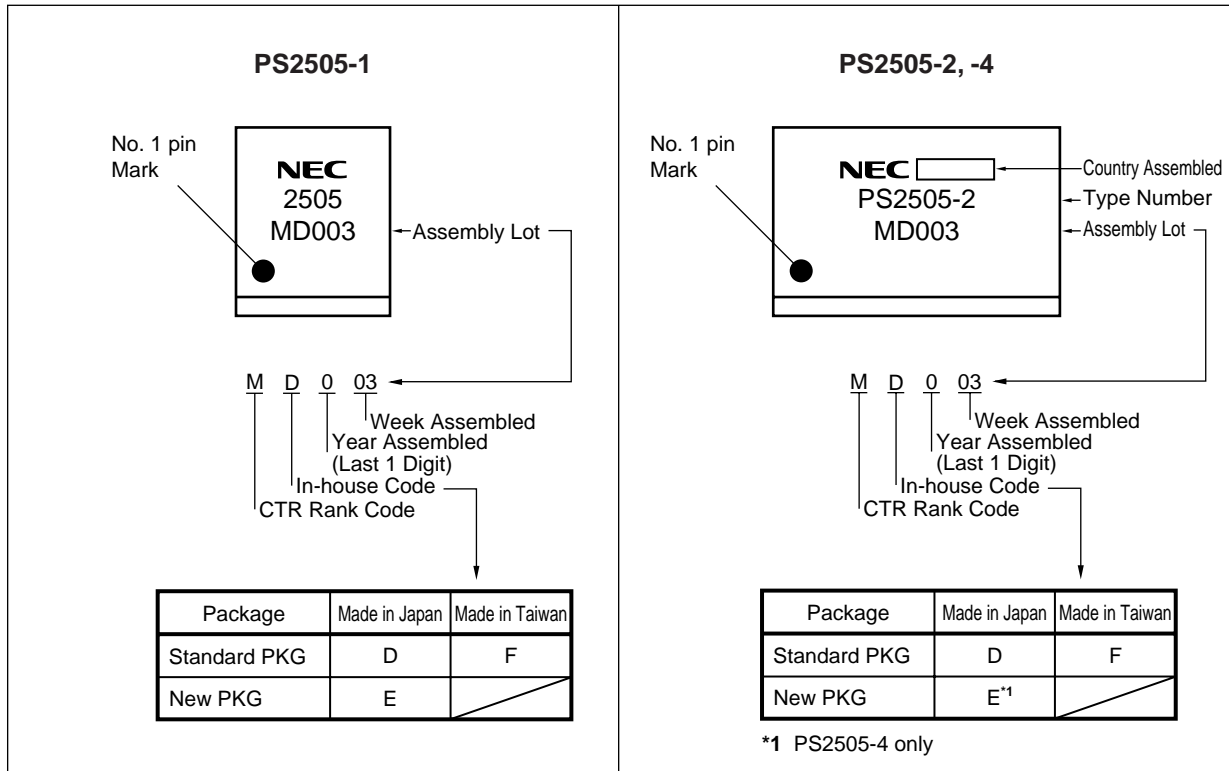 PS2505-1
No. 1 pin
Mark
NEC
2505
MD003
Assembly Lot
M D 0 03
Week Assembled
Year Assembled
(Last 1 Digit)
In-house Code
CTR Rank Code
Package Made in Japan Made in Taiwan
Standard PKG D F
New PKG E
PS2505-2, -4
No. 1 pin
Mark
NEC
Country Assembled
PS2505-2
Type Number
MD003
Assembly Lot
M D 0 03
Week Assembled
Year Assembled
(Last 1 Digit)
In-house Code
CTR Rank Code
Package Made in Japan Made in Taiwan
Standard PKG D F
New PKG E*1
*1 PS2505-4 only